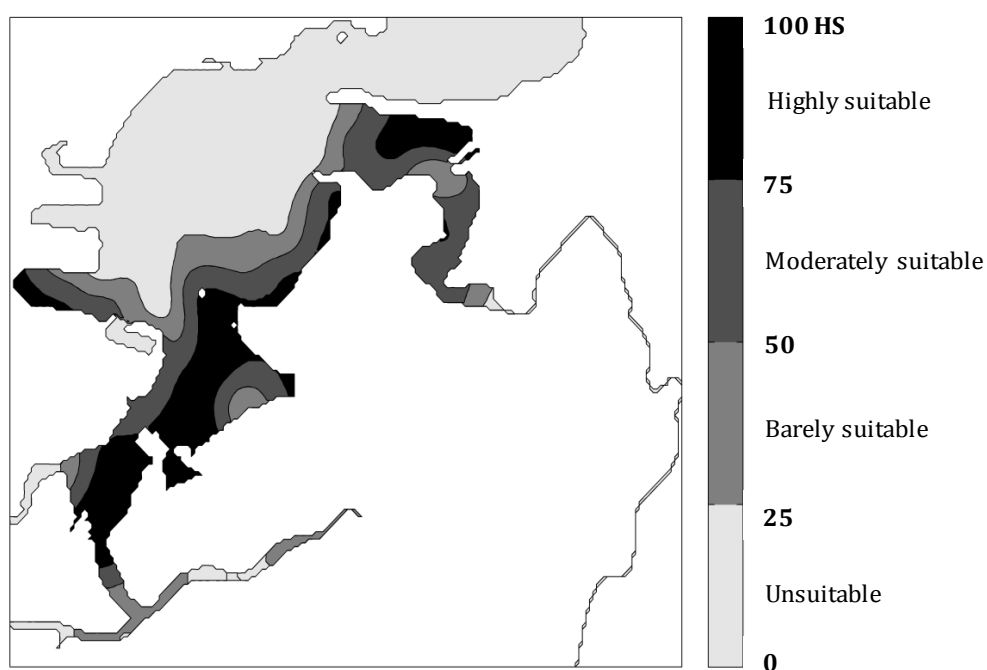 100 HS
Highly suitable
75
Moderately suitable
50
Barely suitable
25
Unsuitable
0